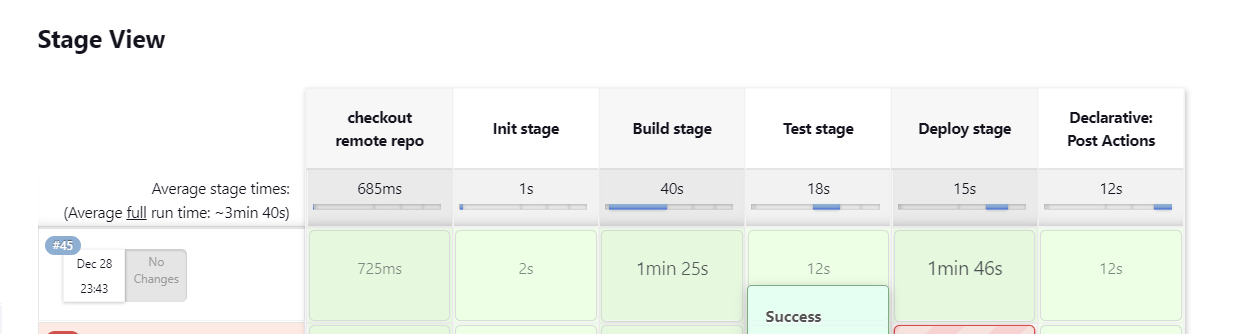 Stage View
checkout
remote repo
Init stage
Build stage
Test stage
Deploy stage
Declarative:
Post Actions
Average stage times:
(Average full run time: ~3min 40s)
685ms
1s
40s
18s
15s
12s
#45
Dec 28
23:43
No
Changes
725ms
2s
1min 25s
12s
1min 46s
12s
Success